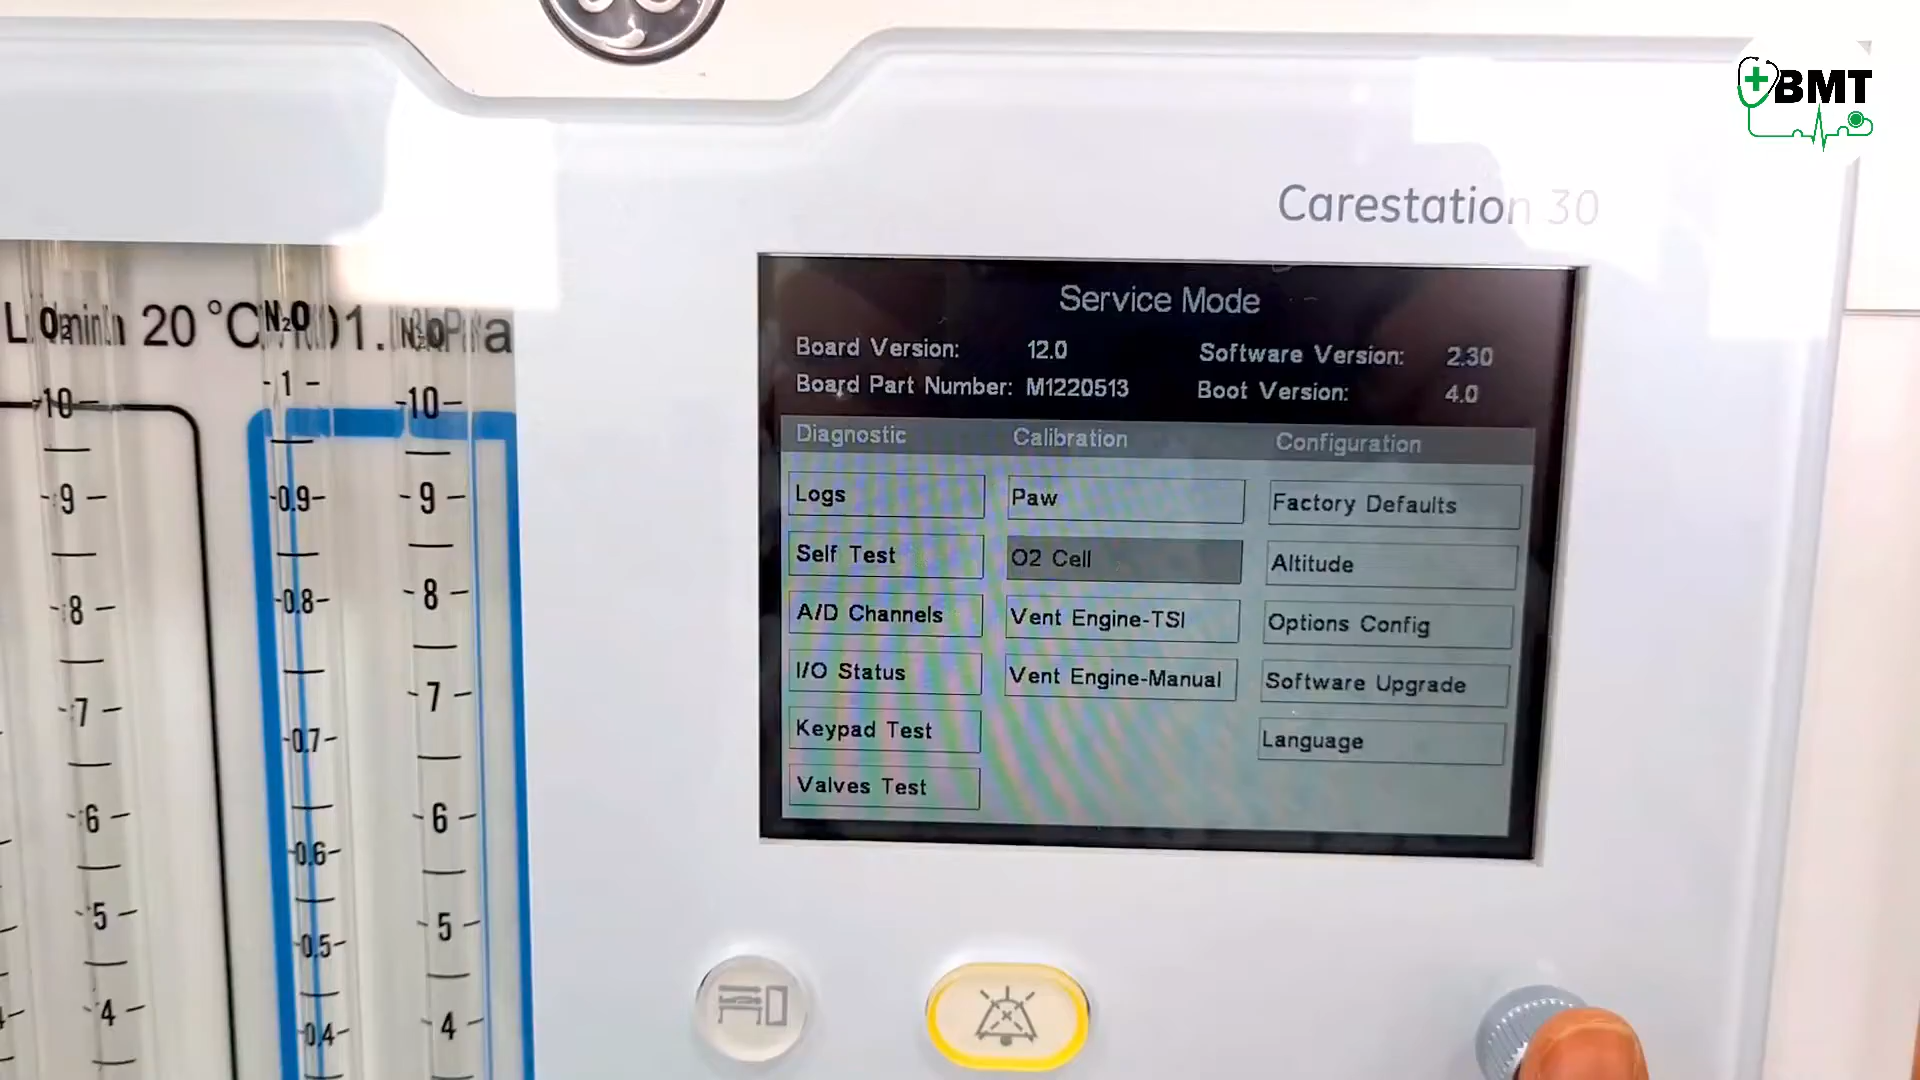 BMT
Carestation 30
Service Mode
Board Version: 12.0 Software Version: 2.30
Board Part Number: M1220513 Boot Version: 4.0
Diagnostic Calibration Configuration
Logs Paw Factory Defaults
Self Test O2 Cell Altitude
A/D Channels Vent Engine-TSI Options Config
I/O Status Vent Engine-Manual Software Upgrade
Keypad Test Language
Valves Test
20 °C
N₂O
10 1 10
9 0.9 9
8 0.8 8
7 0.7 7
6 0.6 6
5 0.5 5
4 0.4 4